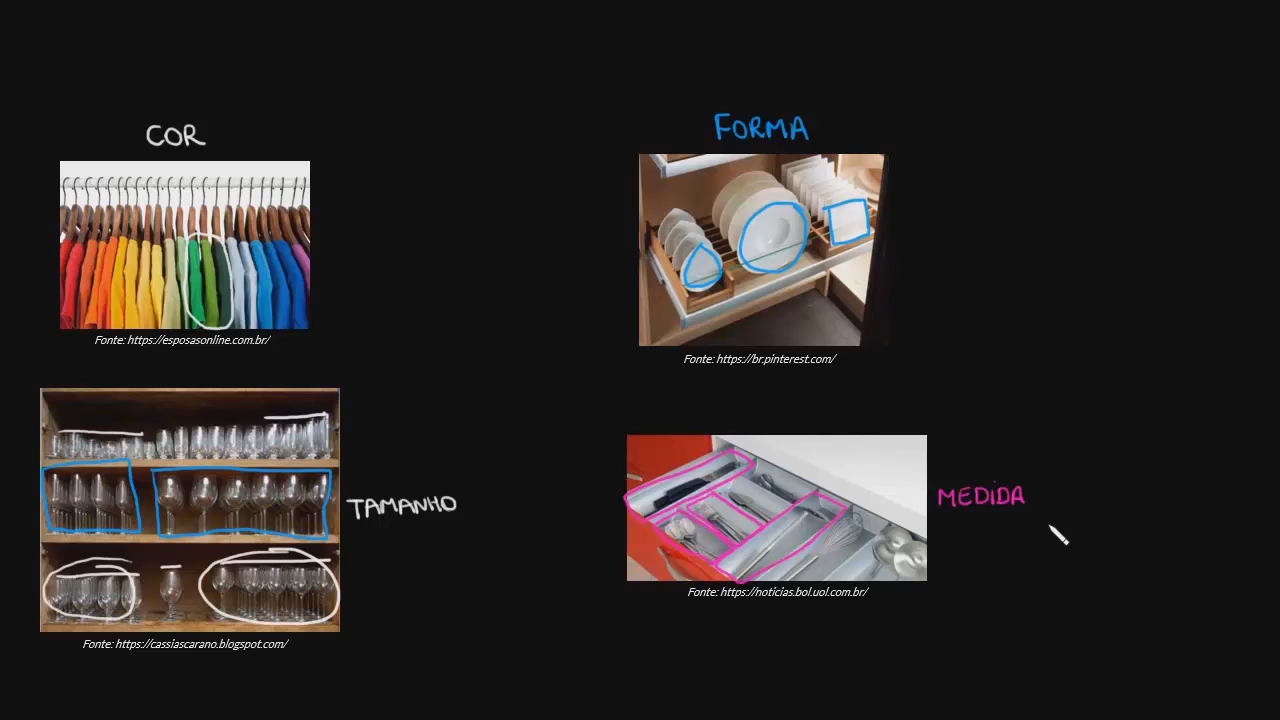 COR
FORMA
Fonte: https://esposasonline.com.br/
Fonte: https://br.pinterest.com/
TAMANHO
MEDIDA
Fonte: https://noticias.bol.uol.com.br/
Fonte: https://cassiascarano.blogspot.com/